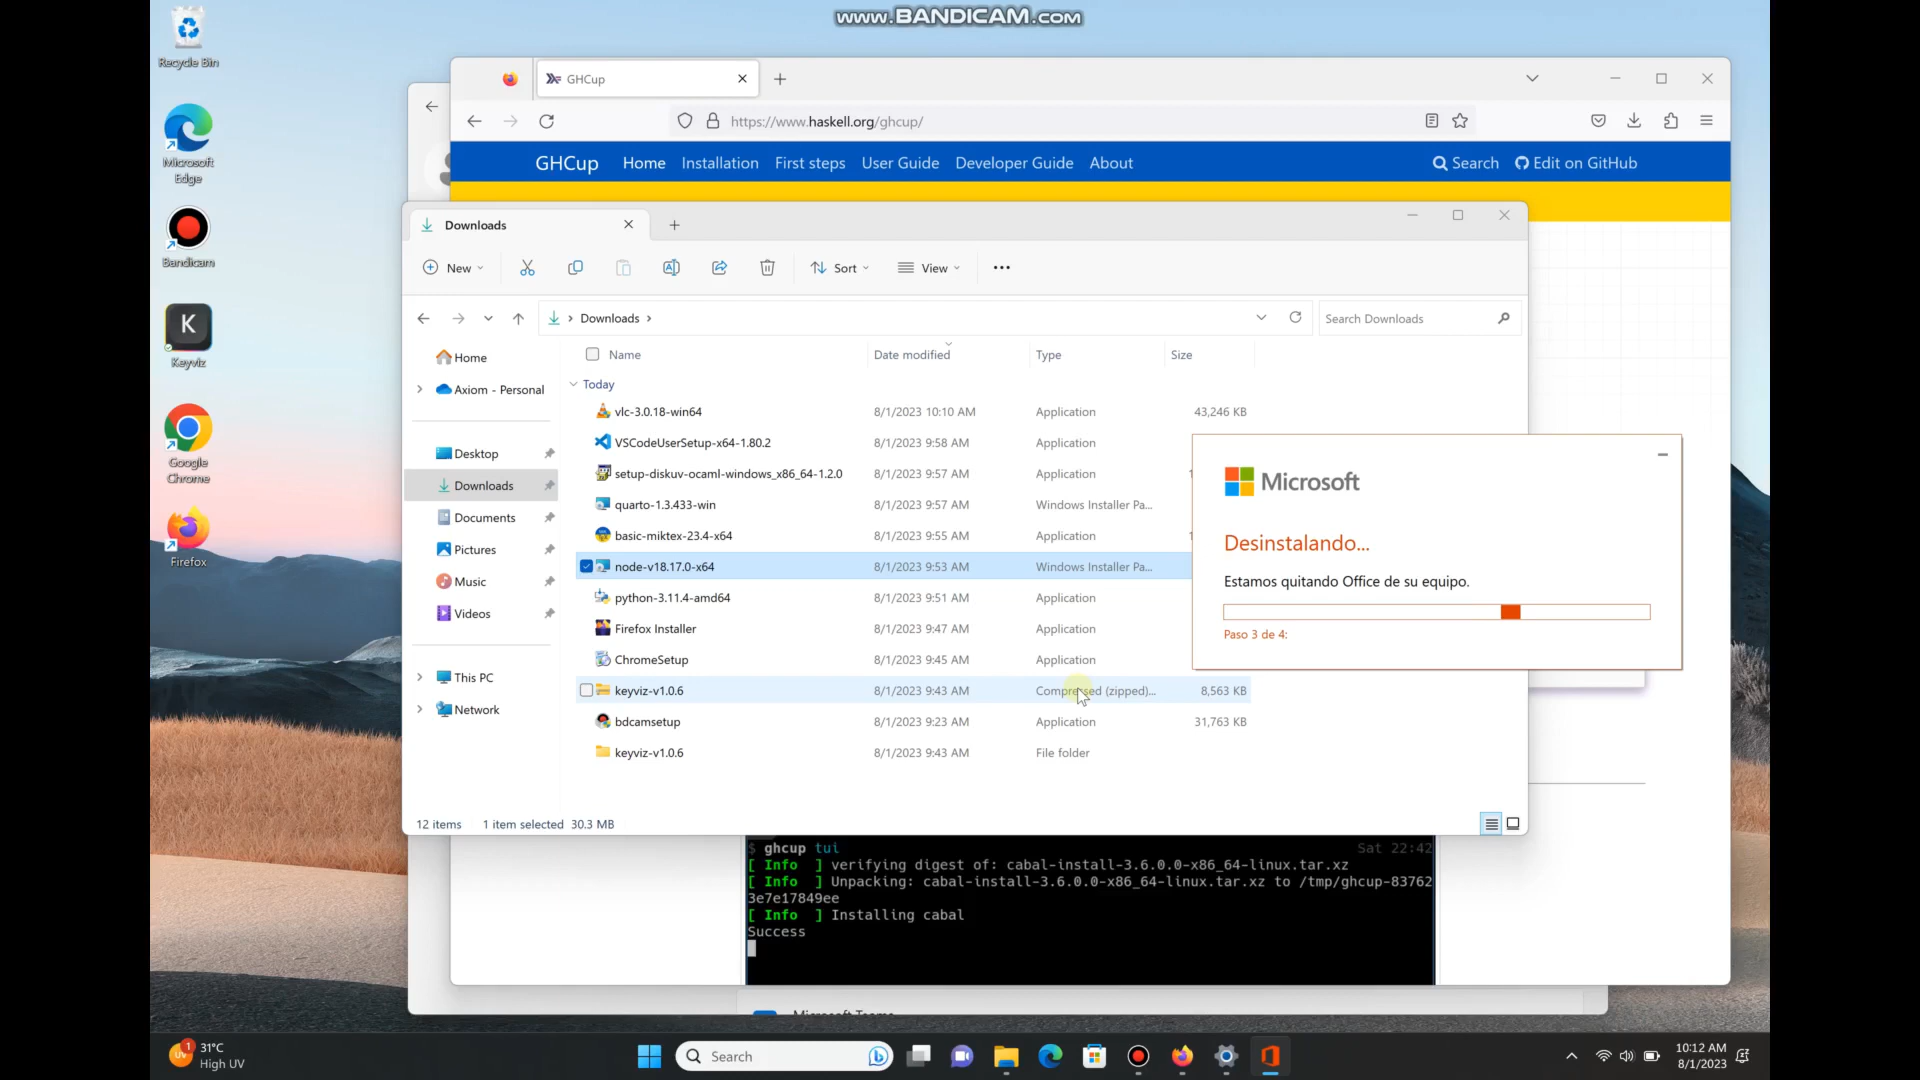 www.BANDICAM.com
Recycle Bin
Microsoft
Edge
Bandicam
K
Keyviz
Google
Chrome
Firefox
GHCup
https://www.haskell.org/ghcup/
GHCup Home Installation First steps User Guide Developer Guide About Search Edit on GitHub
Downloads
New Sort View
Downloads Search Downloads
Name Date modified Type Size
Home
Axiom - Personal
Desktop
Downloads
Documents
Pictures
Music
Videos
This PC
Network
Today
vlc-3.0.18-win64 8/1/2023 10:10 AM Application 43,246 KB
VSCodeUserSetup-x64-1.80.2 8/1/2023 9:58 AM Application
setup-diskuv-ocaml-windows_x86_64-1.2.0 8/1/2023 9:57 AM Application 1
quarto-1.3.433-win 8/1/2023 9:57 AM Windows Installer Pa...
basic-miktex-23.4-x64 8/1/2023 9:55 AM Application 1
node-v18.17.0-x64 8/1/2023 9:53 AM Windows Installer Pa...
python-3.11.4-amd64 8/1/2023 9:51 AM Application
Firefox Installer 8/1/2023 9:47 AM Application
ChromeSetup 8/1/2023 9:45 AM Application
keyviz-v1.0.6 8/1/2023 9:43 AM Compressed (zipped)... 8,563 KB
bdcamsetup 8/1/2023 9:23 AM Application 31,763 KB
keyviz-v1.0.6 8/1/2023 9:43 AM File folder
12 items 1 item selected 30.3 MB
Microsoft
Desinstalando...
Estamos quitando Office de su equipo.
Paso 3 de 4:
$ ghcup tui Sat 22:42
[ Info ] verifying digest of: cabal-install-3.6.0.0-x86_64-linux.tar.xz
[ Info ] Unpacking: cabal-install-3.6.0.0-x86_64-linux.tar.xz to /tmp/ghcup-83762
3e7e17849ee
[ Info ] Installing cabal
Success
Microsoft Teams
1
UV
31°C
High UV
Search
10:12 AM
8/1/2023